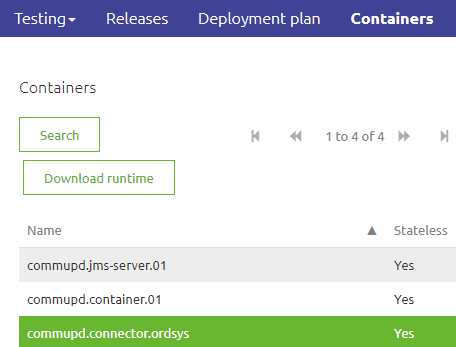 Testing Releases Deployment plan Containers
Containers
Search 1 to 4 of 4
Download runtime
Name Stateless
commupd.jms-server.01 Yes
commupd.container.01 Yes
commupd.connector.ordsys Yes